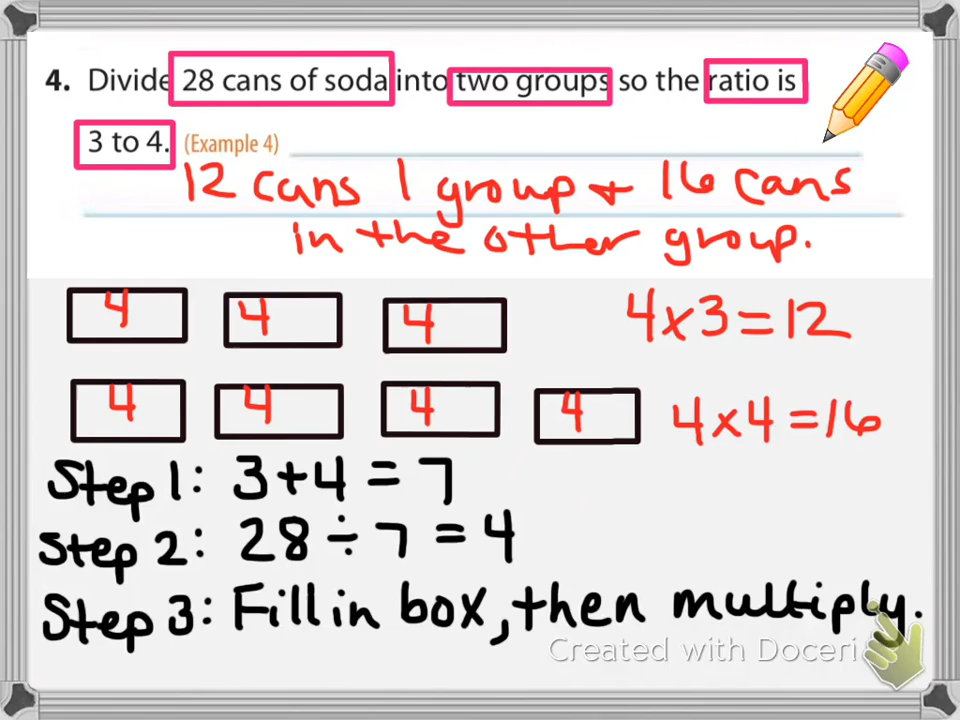 4. Divide 28 cans of soda into two groups so the ratio is
3 to 4. (Example 4)
12 cans 1 group + 16 cans
in the other group.
4 4 4 4x3=12
4 4 4 4 4x4=16
Step 1: 3+4=7
Step 2: 28÷7=4
Step 3: Fill in box, then multiply.
Created with Doceri